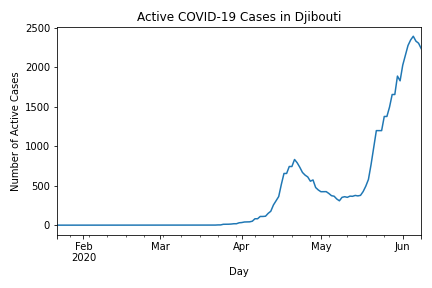 Active COVID-19 Cases in Djibouti
Number of Active Cases
2500
2000
1500
1000
500
0
Feb
2020
Mar
Apr
May
Jun
Day